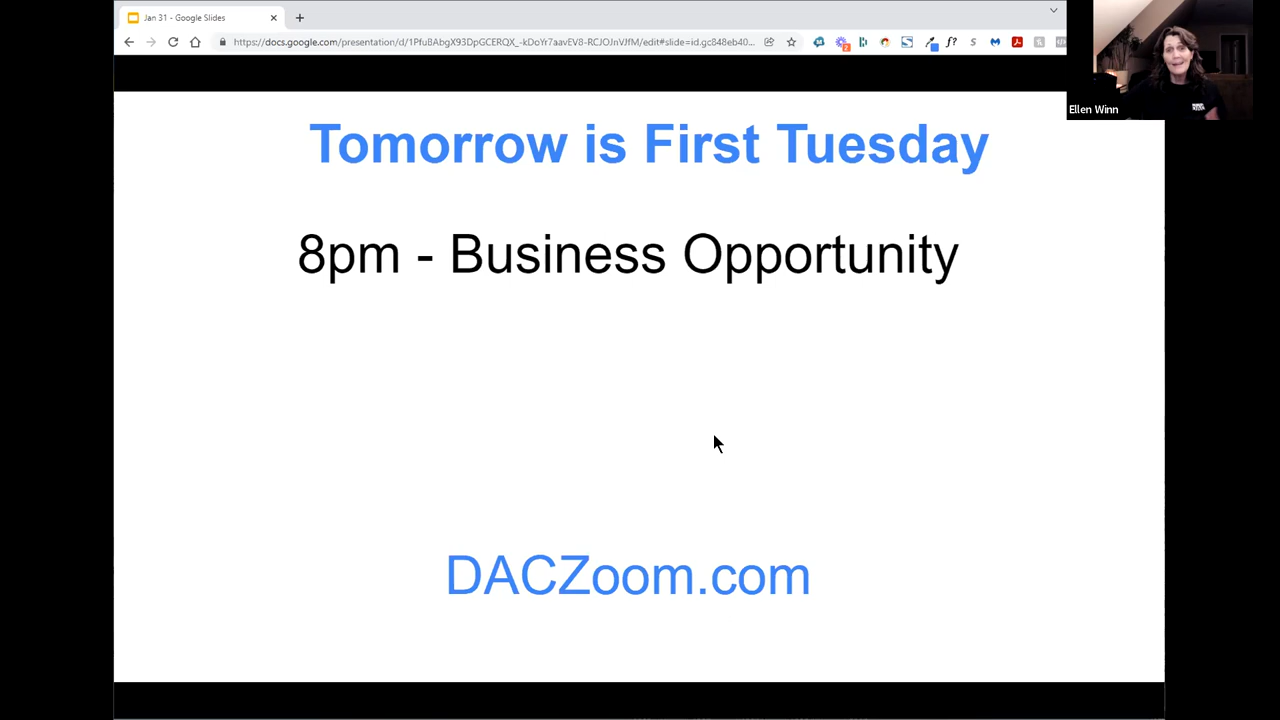 Jan 31 - Google Slides
Ellen Winn
Tomorrow is First Tuesday
8pm - Business Opportunity
DACZoom.com